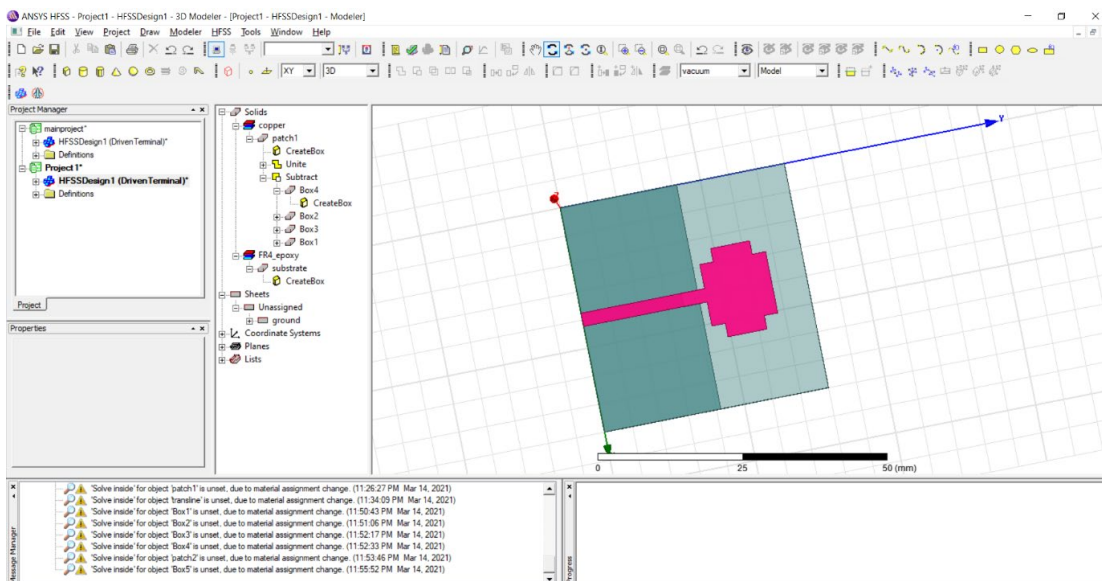 ANSYS HFSS - Project1 - HFSSDesign1 - 3D Modeler - [Project1 - HFSSDesign1 - Modeler]
File Edit View Project Draw Modeler HFSS Tools Window Help
XY 3D vacuum Model
Project Manager
mainproject*
HFSSDesign1 (DrivenTerminal)*
Definitions
Project1*
HFSSDesign1 (DrivenTerminal)*
Definitions
Project
Properties
Solids
copper
patch1
CreateBox
Unite
Subtract
Box4
CreateBox
Box2
Box3
Box1
FR4_epoxy
substrate
CreateBox
Sheets
Unassigned
ground
Coordinate Systems
Planes
Lists
Y
0 25 50 (mm)
Message Manager
'Solve inside' for object 'patch1' is unset, due to material assignment change. (11:26:27 PM Mar 14, 2021)
'Solve inside' for object 'transline' is unset, due to material assignment change. (11:34:09 PM Mar 14, 2021)
'Solve inside' for object 'Box1' is unset, due to material assignment change. (11:50:43 PM Mar 14, 2021)
'Solve inside' for object 'Box2' is unset, due to material assignment change. (11:51:06 PM Mar 14, 2021)
'Solve inside' for object 'Box3' is unset, due to material assignment change. (11:52:17 PM Mar 14, 2021)
'Solve inside' for object 'Box4' is unset, due to material assignment change. (11:52:33 PM Mar 14, 2021)
'Solve inside' for object 'patch2' is unset, due to material assignment change. (11:53:46 PM Mar 14, 2021)
'Solve inside' for object 'Box5' is unset, due to material assignment change. (11:55:52 PM Mar 14, 2021)
Progress